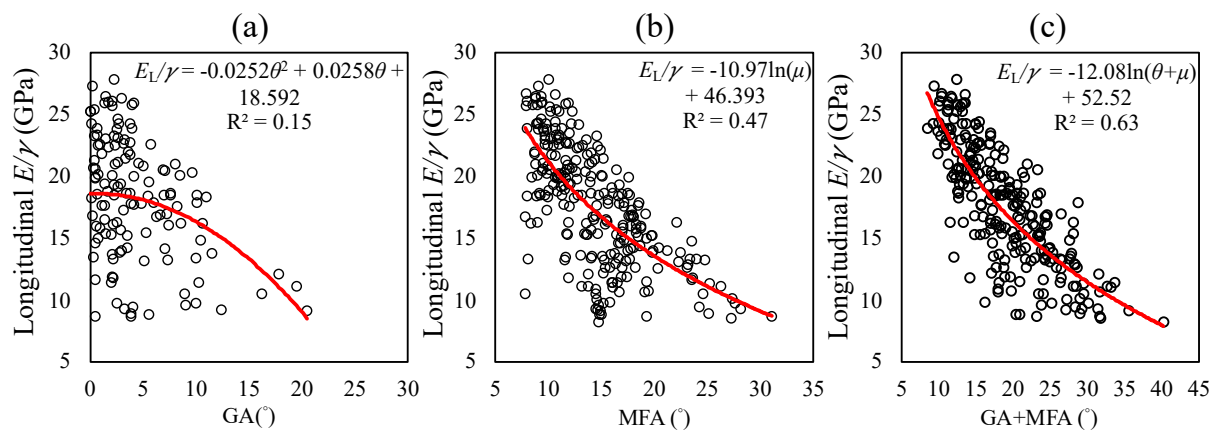 (a)
E_L/γ = -0.0252θ² + 0.0258θ +
18.592
R² = 0.15
Longitudinal E/γ (GPa)
30
25
20
15
10
5
0 5 10 15 20 25 30
GA(°)
(b)
E_L/γ = -10.97ln(μ)
+ 46.393
R² = 0.47
Longitudinal E/γ (GPa)
30
25
20
15
10
5
5 10 15 20 25 30 35
MFA (°)
(c)
E_L/γ = -12.08ln(θ+μ)
+ 52.52
R² = 0.63
Longitudinal E/γ (GPa)
30
25
20
15
10
5
5 10 15 20 25 30 35 40 45
GA+MFA (°)